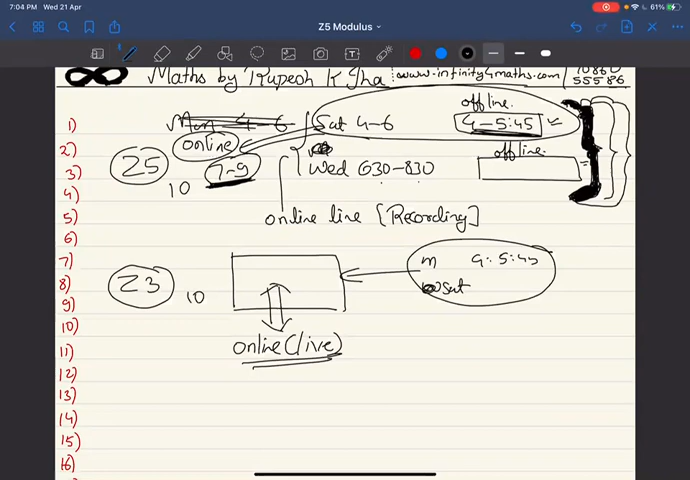 7:04 PM Wed 21 Apr
61%
Z5 Modulus
Maths by Rupesh K Jha www.infinity4maths.com
55586
1) Mon 4-6 Sat 4-6 offline 4-5:45
2) online offline
3) Z5 7-9 Wed 630-830
4) 10
5) online line [Recording]
6)
7) m 4:5:45
8) Z3 10 Sat
9)
10)
11) online (live)
12)
13)
14)
15)
16)